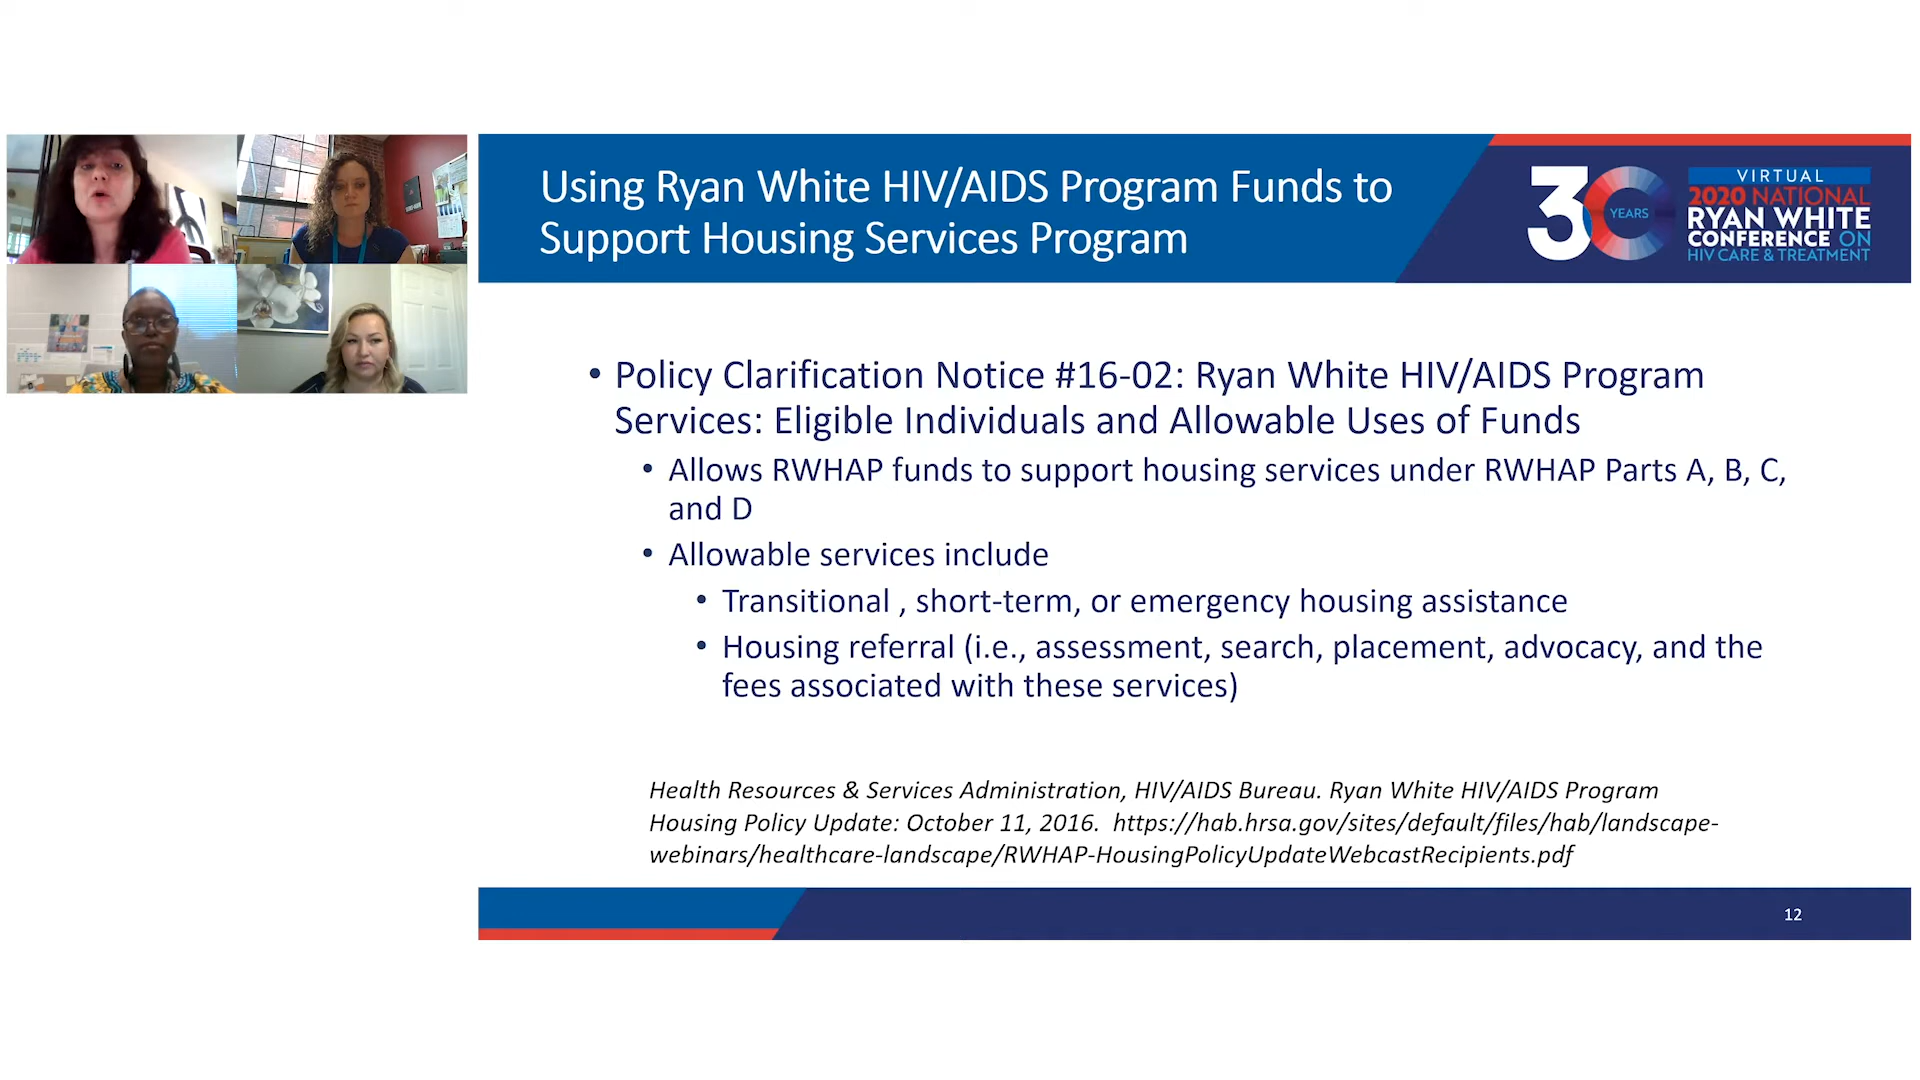 Using Ryan White HIV/AIDS Program Funds to
Support Housing Services Program
30
YEARS
VIRTUAL
2020 NATIONAL
RYAN WHITE
CONFERENCE ON
HIV CARE & TREATMENT
• Policy Clarification Notice #16-02: Ryan White HIV/AIDS Program
Services: Eligible Individuals and Allowable Uses of Funds
• Allows RWHAP funds to support housing services under RWHAP Parts A, B, C,
and D
• Allowable services include
• Transitional , short-term, or emergency housing assistance
• Housing referral (i.e., assessment, search, placement, advocacy, and the
fees associated with these services)
Health Resources & Services Administration, HIV/AIDS Bureau. Ryan White HIV/AIDS Program
Housing Policy Update: October 11, 2016. https://hab.hrsa.gov/sites/default/files/hab/landscape-
webinars/healthcare-landscape/RWHAP-HousingPolicyUpdateWebcastRecipients.pdf
12